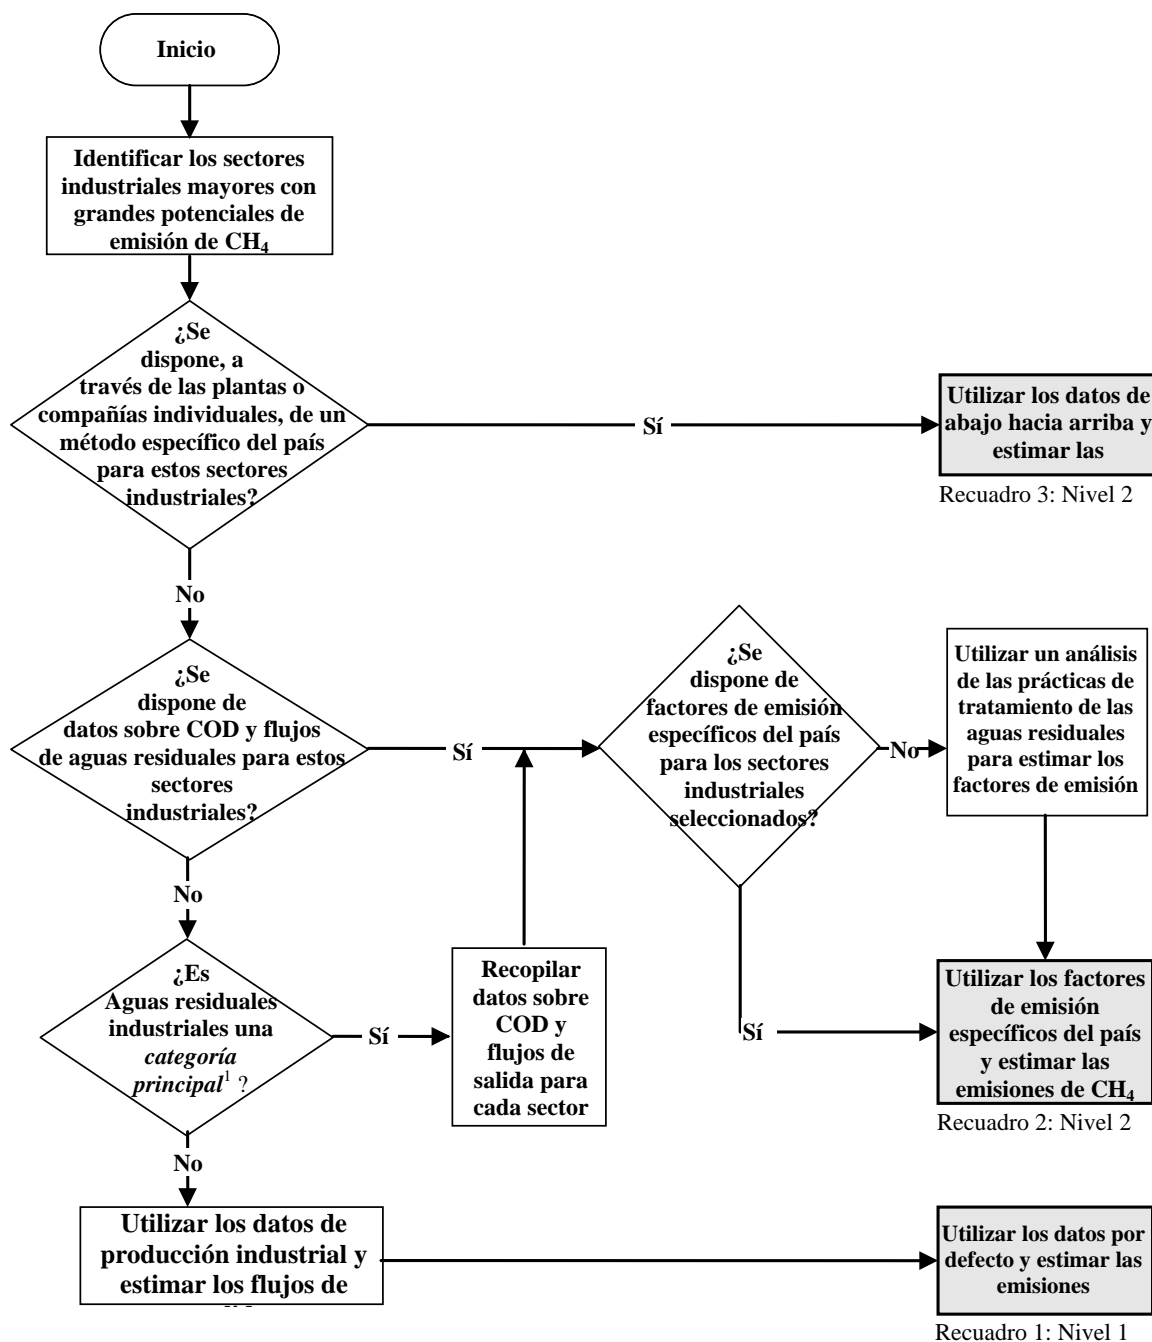 Inicio
Identificar los sectores
industriales mayores con
grandes potenciales de
emisión de CH₄
¿Se
dispone, a
través de las plantas o
compañías individuales, de un
método específico del país
para estos sectores
industriales?
Sí
Utilizar los datos de
abajo hacia arriba y
estimar las
Recuadro 3: Nivel 2
No
¿Se
dispone de
datos sobre COD y flujos
de aguas residuales para estos
sectores
industriales?
Sí
¿Se
dispone de
factores de emisión
específicos del país
para los sectores
industriales
seleccionados?
No
Utilizar un análisis
de las prácticas de
tratamiento de las
aguas residuales
para estimar los
factores de emisión
No
¿Es
Aguas residuales
industriales una
categoría
principal¹ ?
Sí
Recopilar
datos sobre
COD y
flujos de
salida para
cada sector
Sí
Utilizar los factores
de emisión
específicos del país
y estimar las
emisiones de CH₄
Recuadro 2: Nivel 2
No
Utilizar los datos de
producción industrial y
estimar los flujos de
Utilizar los datos por
defecto y estimar las
emisiones
Recuadro 1: Nivel 1